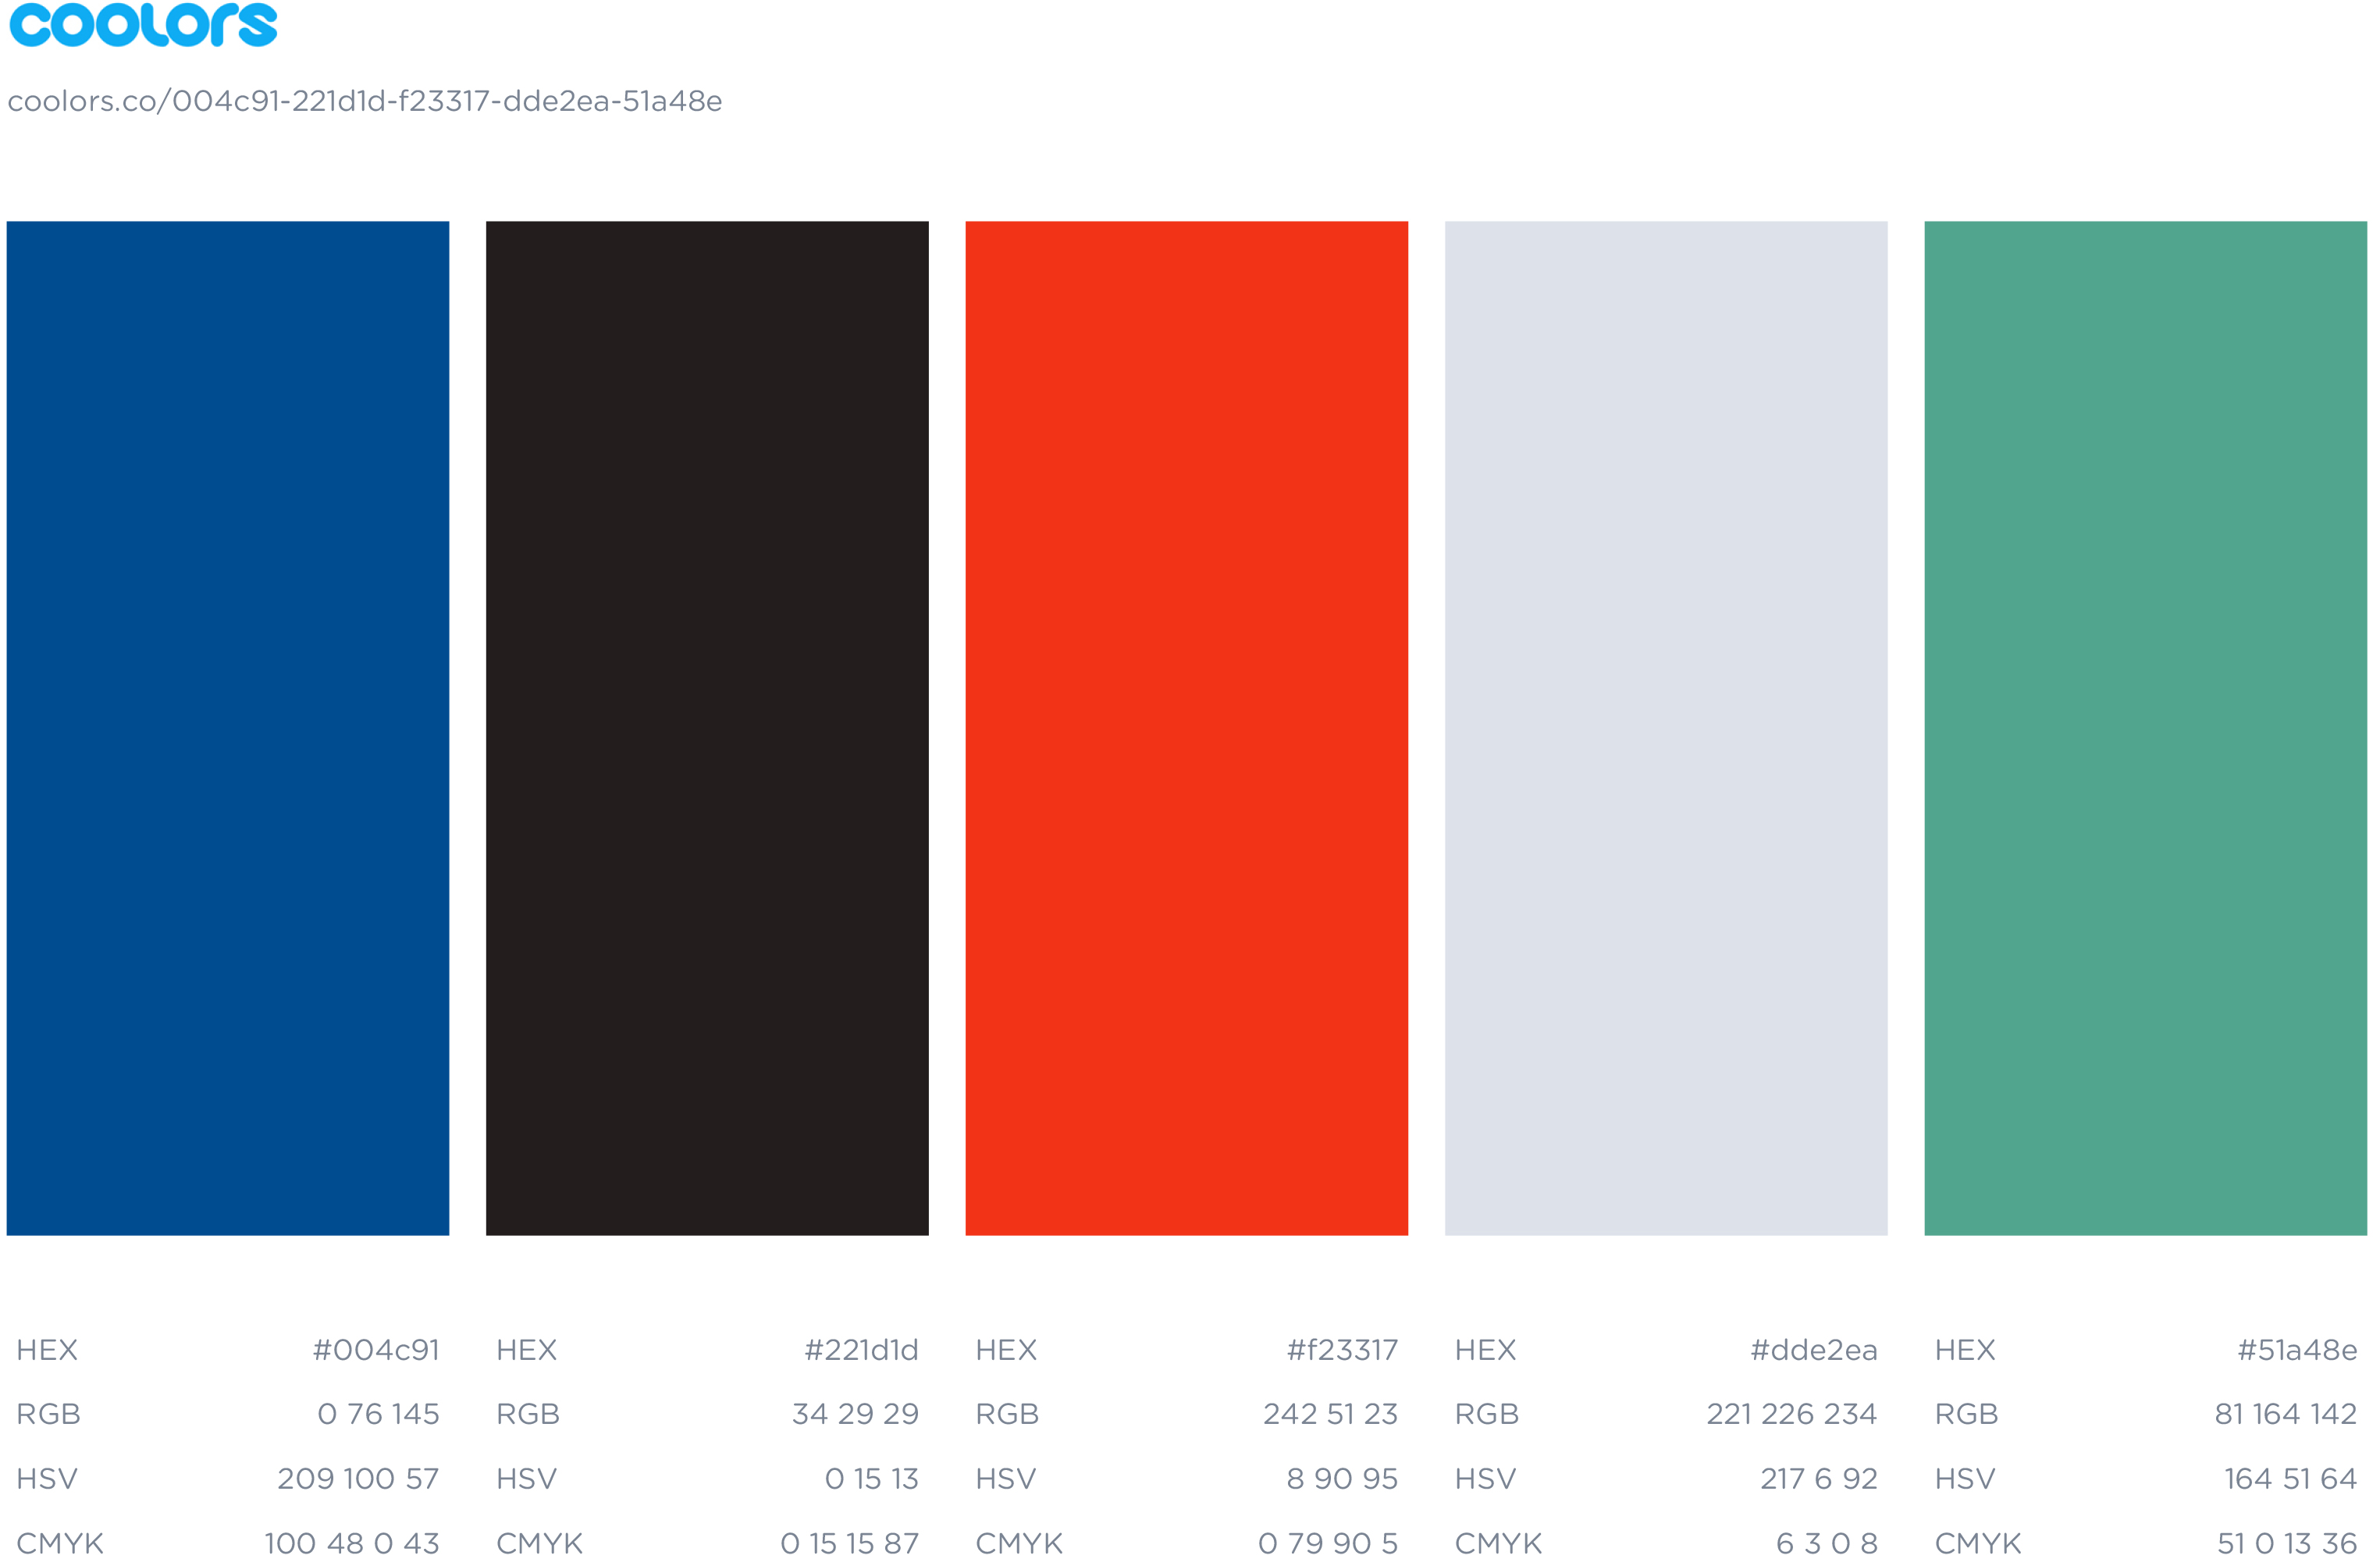 coolors
coolors.co/004c91-221d1d-f23317-dde2ea-51a48e
HEX #004c91 HEX #221d1d HEX #f23317 HEX #dde2ea HEX #51a48e
RGB 0 76 145 RGB 34 29 29 RGB 242 51 23 RGB 221 226 234 RGB 81 164 142
HSV 209 100 57 HSV 0 15 13 HSV 8 90 95 HSV 217 6 92 HSV 164 51 64
CMYK 100 48 0 43 CMYK 0 15 15 87 CMYK 0 79 90 5 CMYK 6 3 0 8 CMYK 51 0 13 36